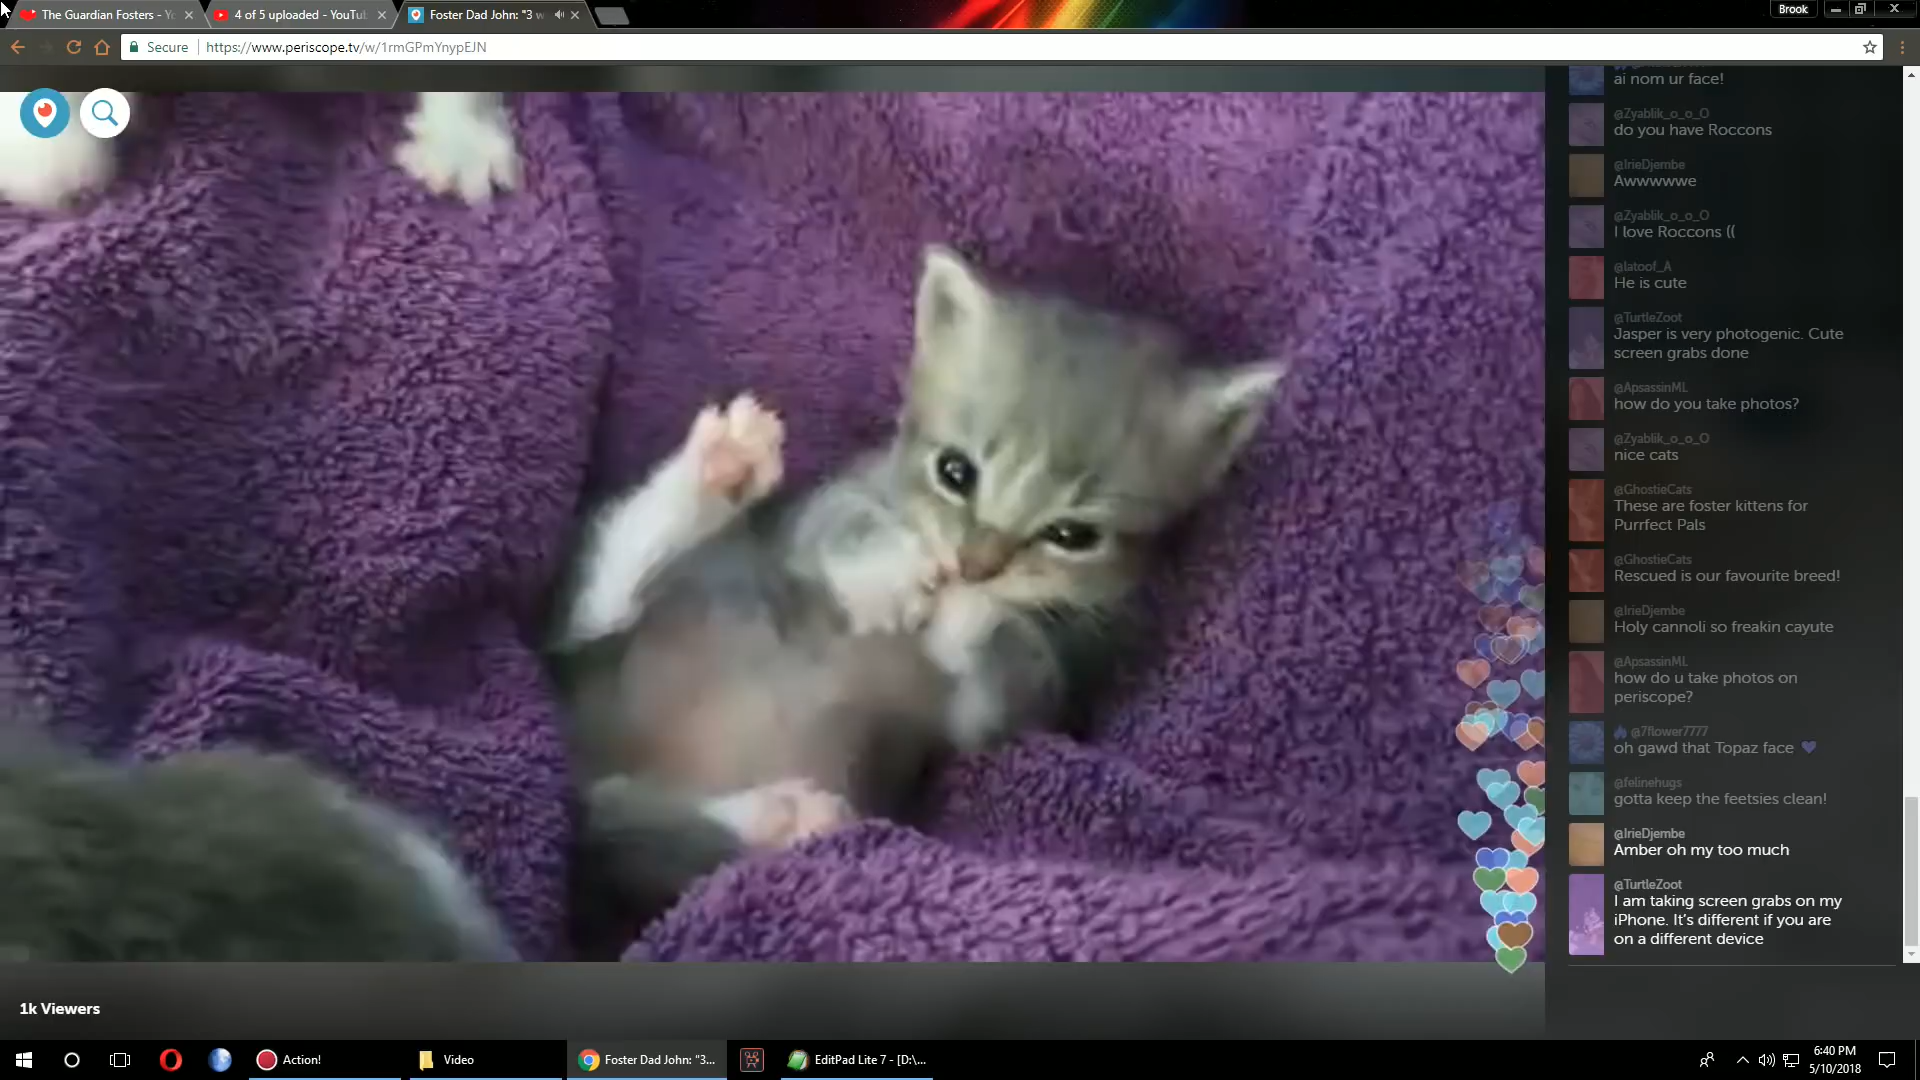 The Guardian Fosters - Yo
4 of 5 uploaded - YouTub
Foster Dad John: "3 w
Brook
Secure
https://www.periscope.tv/w/1rmGPmYnypEJN
ai nom ur face!
@Zyablik_o_o_O
do you have Roccons
@IrieDjembe
Awwwwwe
@Zyablik_o_o_O
I love Roccons ((
@latoof_A
He is cute
@TurtleZoot
Jasper is very photogenic. Cute
screen grabs done
@ApsassinML
how do you take photos?
@Zyablik_o_o_O
nice cats
@GhostieCats
These are foster kittens for
Purrfect Pals
@GhostieCats
Rescued is our favourite breed!
@IrieDjembe
Holy cannoli so freakin cayute
@ApsassinML
how do u take photos on
periscope?
@7flower7777
oh gawd that Topaz face
@felinehugs
gotta keep the feetsies clean!
@IrieDjembe
Amber oh my too much
@TurtleZoot
I am taking screen grabs on my
iPhone. It's different if you are
on a different device
1k Viewers
Action!
Video
Foster Dad John: "3...
EditPad Lite 7 - [D:\...
6:40 PM
5/10/2018